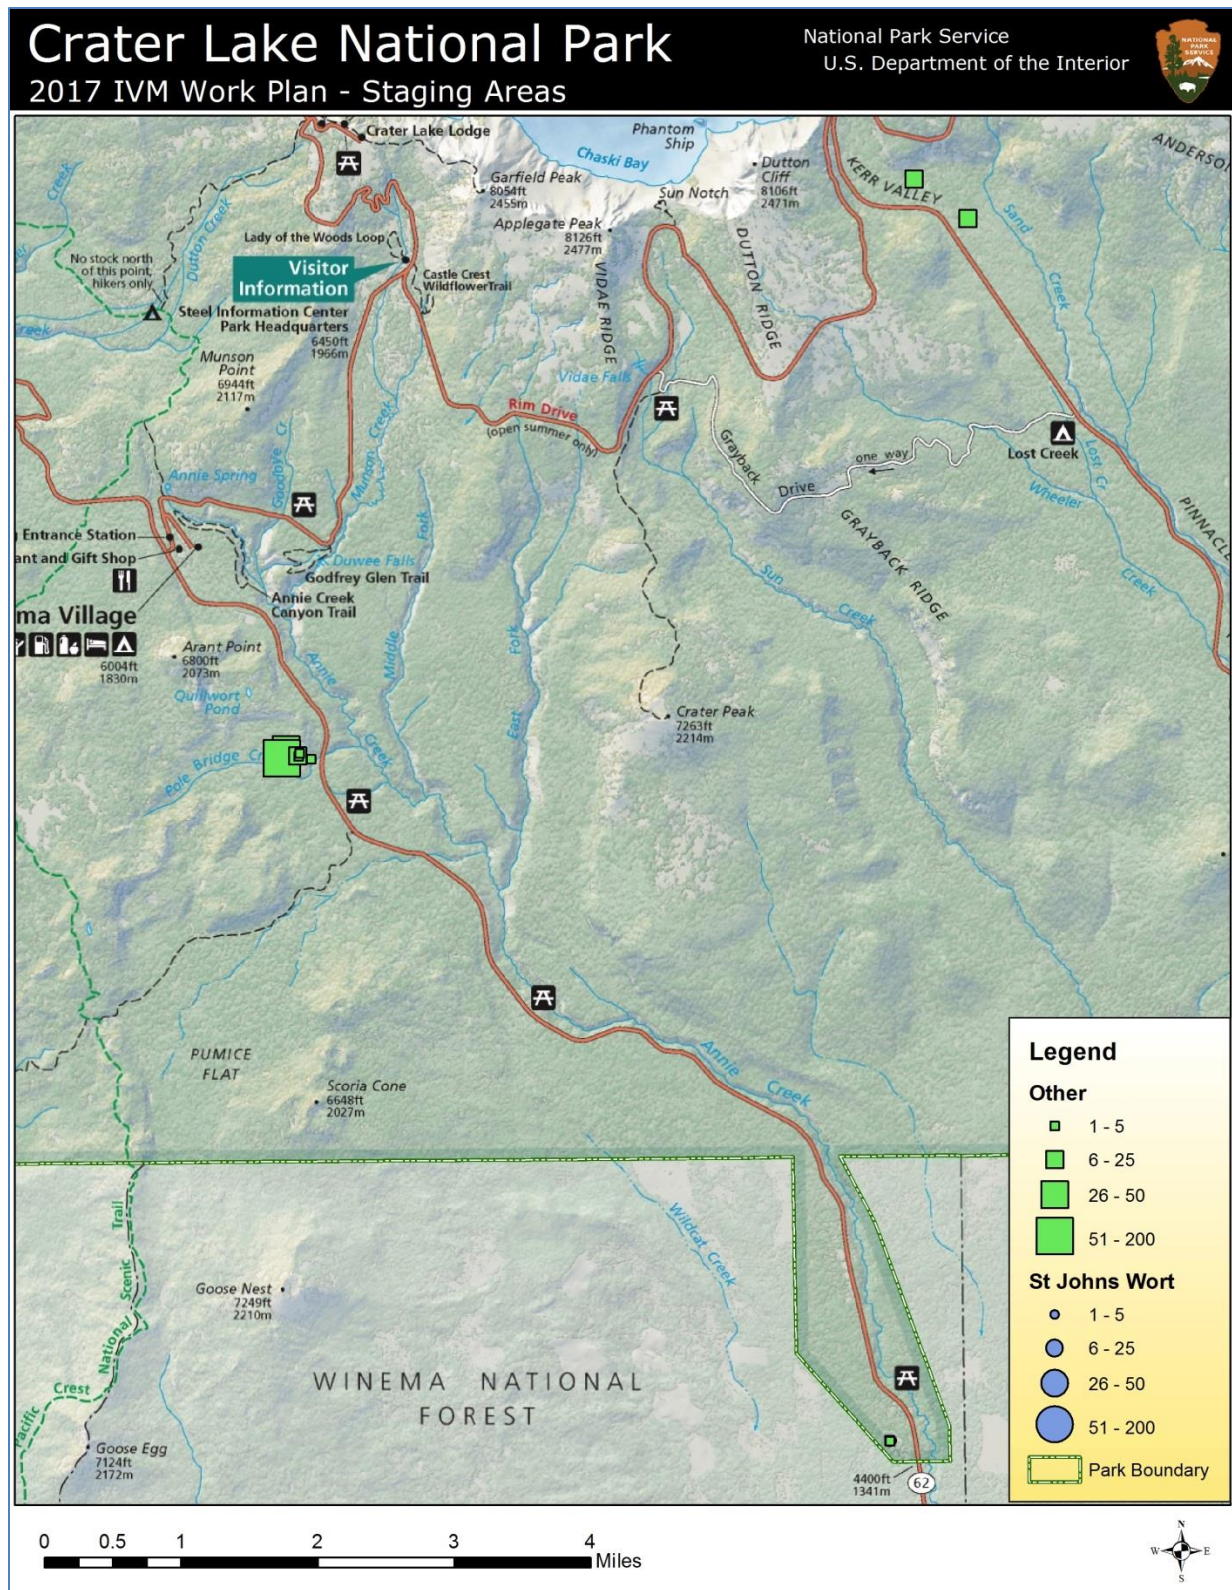 Crater Lake National Park
2017 IVM Work Plan - Staging Areas
National Park Service
U.S. Department of the Interior
NATIONAL
PARK
SERVICE
Crater Lake Lodge
Phantom
Ship
Chaski Bay
Garfield Peak
8054ft
2455m
Dutton
Cliff
8106ft
2471m
Sun Notch
Applegate Peak
8126ft
2477m
KERR VALLEY
Sand
Creek
ANDERSO
Creek
Dutton Creek
No stock north
of this point,
hikers only
Creek
Lady of the Woods Loop
Visitor
Information
Castle Crest
WildflowerTrail
Steel Information Center
Park Headquarters
6450ft
1966m
VIDAE RIDGE
DUTTON RIDGE
Munson
Point
6944ft
2117m
Vidae Falls
Rim Drive
(open summer only)
Grayback
Drive
one way
Lost Creek
Lost Cr
Wheeler
Creek
PINNACLE
GRAYBACK RIDGE
Annie Spring
Goodbye Cr
Munson Creek
Entrance Station
ant and Gift Shop
Duwee Falls
Godfrey Glen Trail
Annie Creek
Canyon Trail
ma Village
6004ft
1830m
Arant Point
6800ft
2073m
Quillwort
Pond
Annie
Creek
Middle
Fork
East
Fork
Sun
Creek
Crater Peak
7263ft
2214m
Pole Bridge Cr
PUMICE
FLAT
Scoria Cone
6648ft
2027m
Annie
Creek
Wildcat Creek
Goose Nest
7249ft
2210m
WINEMA NATIONAL
FOREST
Pacific
Crest
National
Scenic
Trail
Goose Egg
7124ft
2172m
4400ft
1341m
62
Legend
Other
1 - 5
6 - 25
26 - 50
51 - 200
St Johns Wort
1 - 5
6 - 25
26 - 50
51 - 200
Park Boundary
0 0.5 1 2 3 4
Miles
N
W E
S